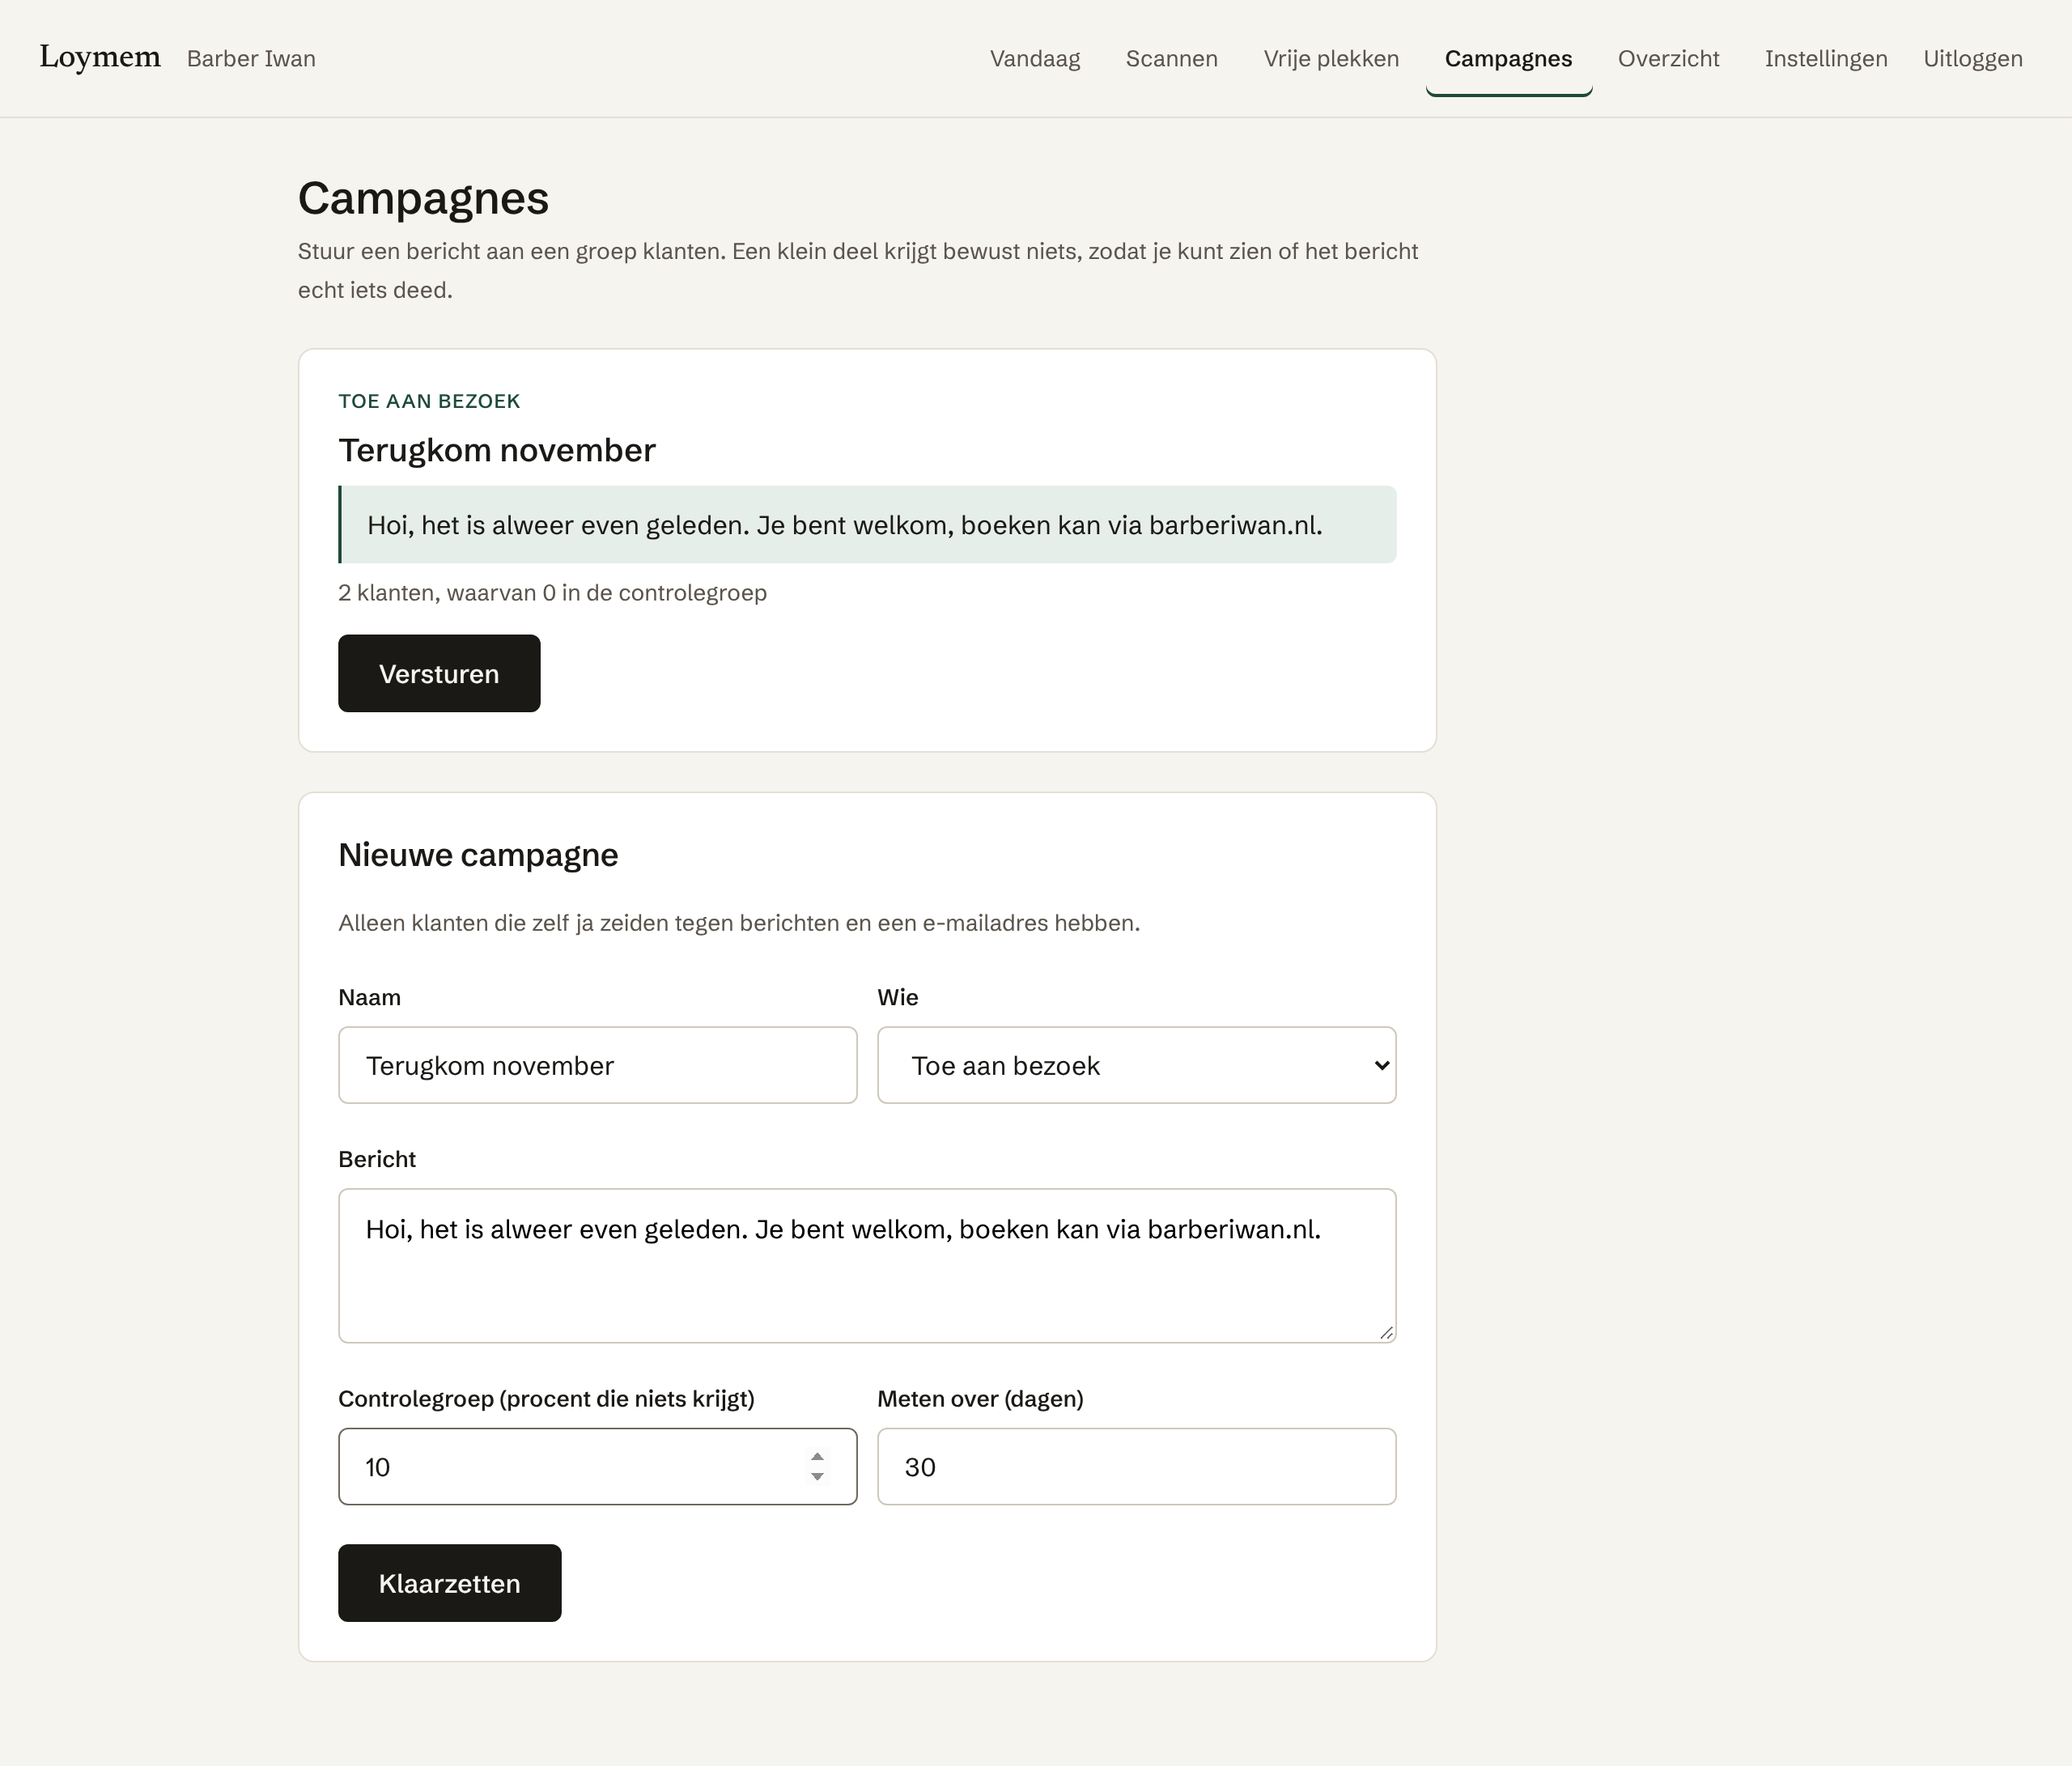 Loymem Barber Iwan Vandaag Scannen Vrije plekken Campagnes Overzicht Instellingen Uitloggen
Campagnes
Stuur een bericht aan een groep klanten. Een klein deel krijgt bewust niets, zodat je kunt zien of het bericht
echt iets deed.
TOE AAN BEZOEK
Terugkom november
Hoi, het is alweer even geleden. Je bent welkom, boeken kan via barberiwan.nl.
2 klanten, waarvan 0 in de controlegroep
Versturen
Nieuwe campagne
Alleen klanten die zelf ja zeiden tegen berichten en een e-mailadres hebben.
Naam Wie
Terugkom november Toe aan bezoek
Bericht
Hoi, het is alweer even geleden. Je bent welkom, boeken kan via barberiwan.nl.
Controlegroep (procent die niets krijgt) Meten over (dagen)
10 30
Klaarzetten